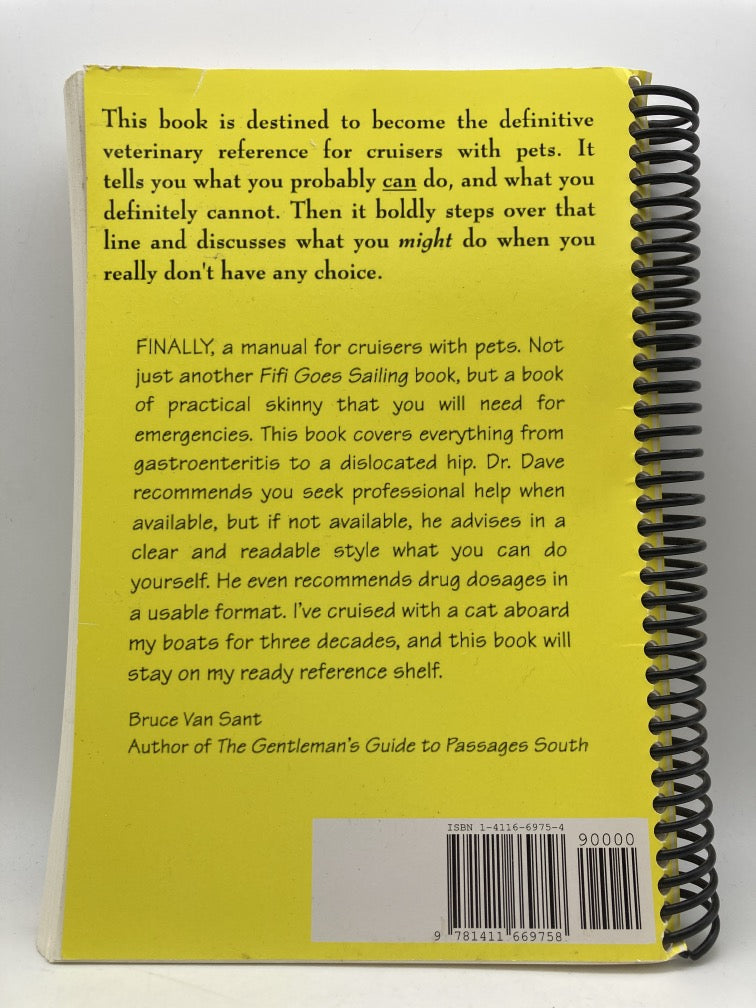 This book is destined to become the definitive
veterinary reference for cruisers with pets. It
tells you what you probably can do, and what you
definitely cannot. Then it boldly steps over that
line and discusses what you might do when you
really don't have any choice.
FINALLY, a manual for cruisers with pets. Not
just another Fifi Goes Sailing book, but a book
of practical skinny that you will need for
emergencies. This book covers everything from
gastroenteritis to a dislocated hip. Dr. Dave
recommends you seek professional help when
available, but if not available, he advises in a
clear and readable style what you can do
yourself. He even recommends drug dosages in
a usable format. I've cruised with a cat aboard
my boats for three decades, and this book will
stay on my ready reference shelf.
Bruce Van Sant
Author of The Gentleman's Guide to Passages South
ISBN 1-4116-6975-4
90000
9 781411 669758